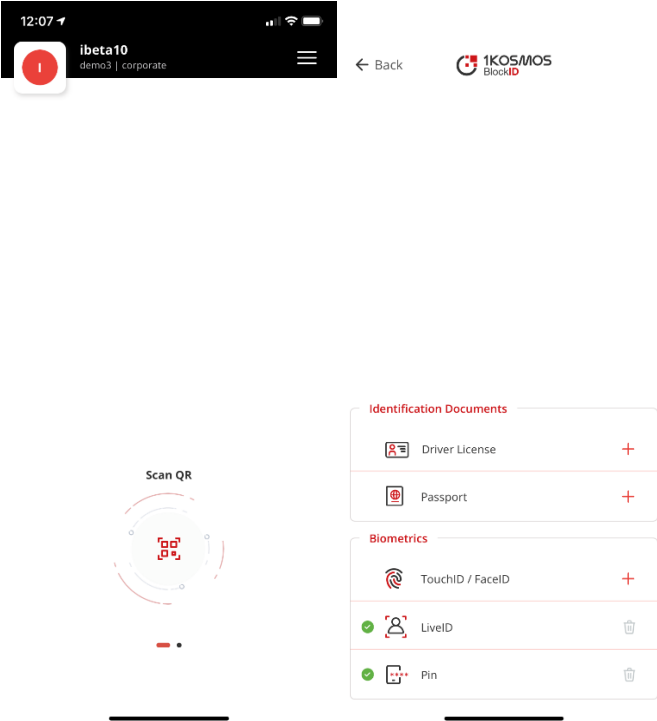 12:07
I
ibeta10
demo3 | corporate
Scan QR
Back
1KOSMOS
BlockID
Identification Documents
Driver License
Passport
Biometrics
TouchID / FaceID
LiveID
Pin